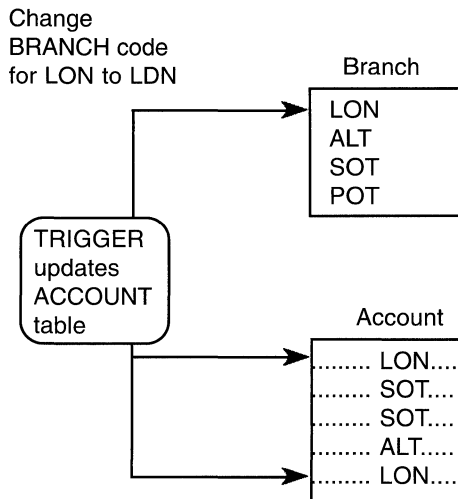 Change
BRANCH code
for LON to LDN
Branch
LON
ALT
SOT
POT
TRIGGER
updates
ACCOUNT
table
Account
......... LON....
......... SOT....
......... SOT....
......... ALT.....
......... LON....